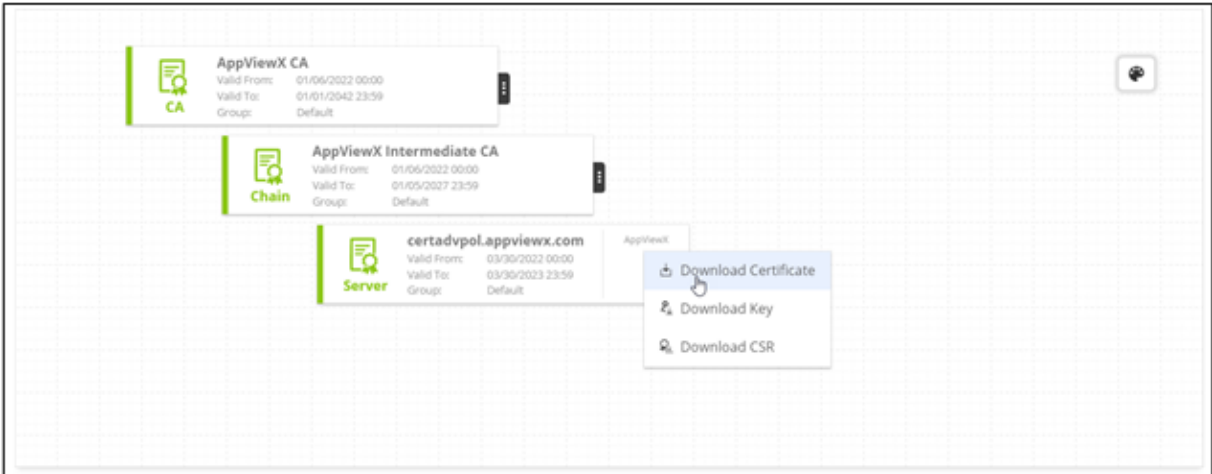 AppViewX CA
Valid From: 01/06/2022 00:00
Valid To: 01/01/2042 23:59
CA
Group: Default
AppViewX Intermediate CA
Valid From: 01/06/2022 00:00
Valid To: 01/05/2027 23:59
Chain
Group: Default
certadvpol.appviewx.com
AppViewX
Valid From: 03/30/2022 00:00
Valid To: 03/30/2023 23:59
Server
Group: Default
Download Certificate
Download Key
Download CSR